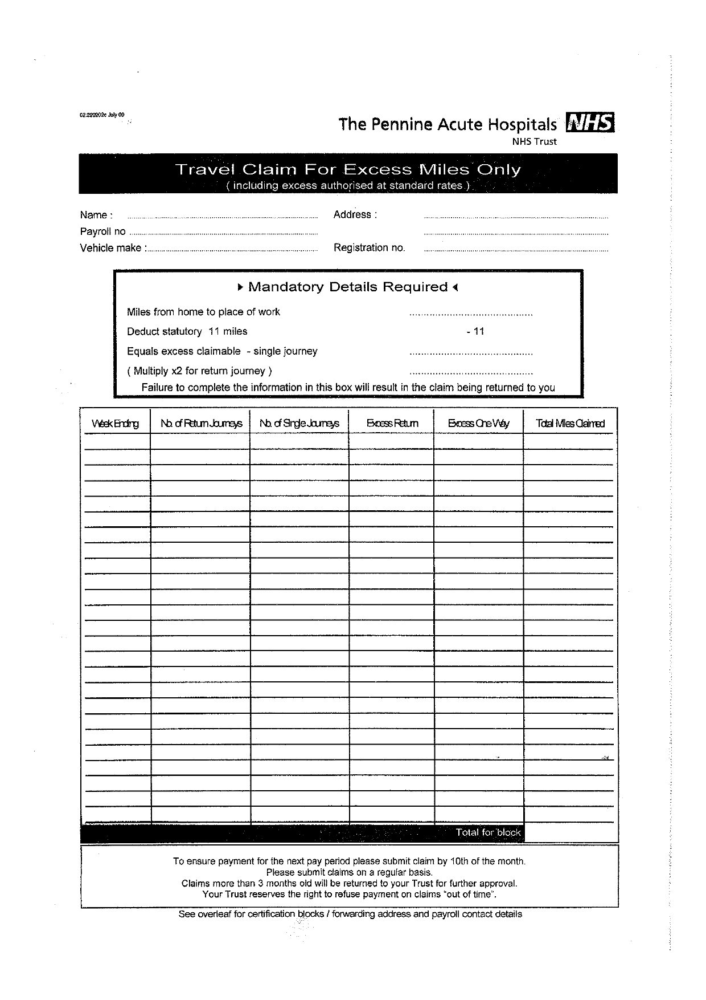 02.220202c July 09
The Pennine Acute Hospitals NHS
NHS Trust
Travel Claim For Excess Miles Only
( including excess authorised at standard rates )
Name : Address :
Payroll no
Vehicle make : Registration no.
Mandatory Details Required
Miles from home to place of work
Deduct statutory 11 miles - 11
Equals excess claimable - single journey
( Multiply x2 for return journey )
Failure to complete the information in this box will result in the claim being returned to you
Week Ending No. of Return Journeys No. of Single Journeys Excess Return Excess One Way Total Miles Claimed
Total for block
To ensure payment for the next pay period please submit claim by 10th of the month.
Please submit claims on a regular basis.
Claims more than 3 months old will be returned to your Trust for further approval.
Your Trust reserves the right to refuse payment on claims “out of time”.
See overleaf for certification blocks / forwarding address and payroll contact details